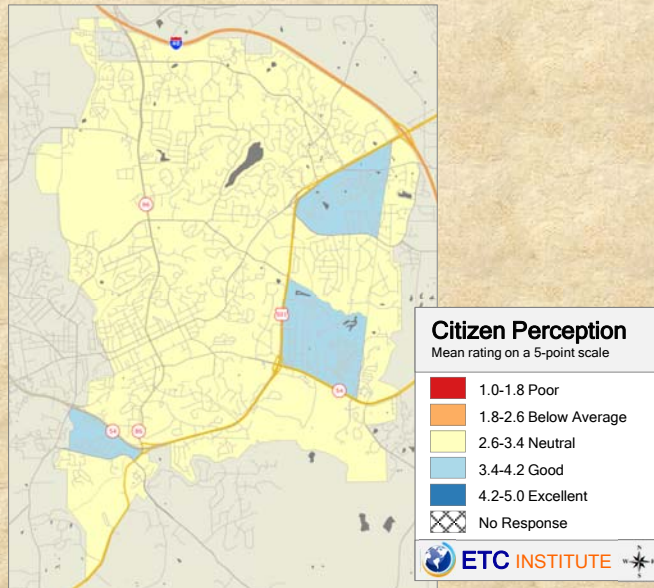 40
86
501
54
54
86
Citizen Perception
Mean rating on a 5-point scale
1.0-1.8 Poor
1.8-2.6 Below Average
2.6-3.4 Neutral
3.4-4.2 Good
4.2-5.0 Excellent
No Response
ETC INSTITUTE
N
W
E
S